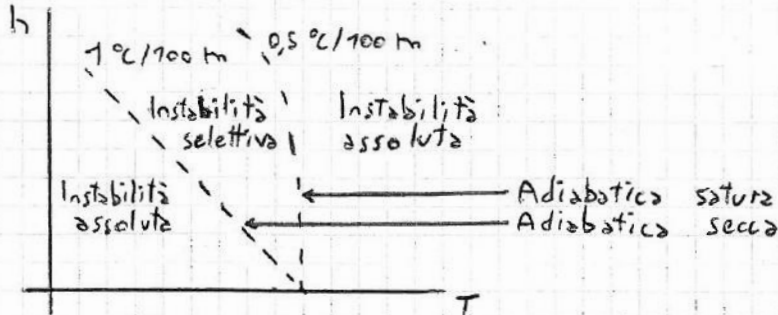 h
1 °C/100 m
0,5 °C/100 m
Instabilità
selettiva
Instabilità
assoluta
Instabilità
assoluta
Adiabatica satura
Adiabatica secca
T